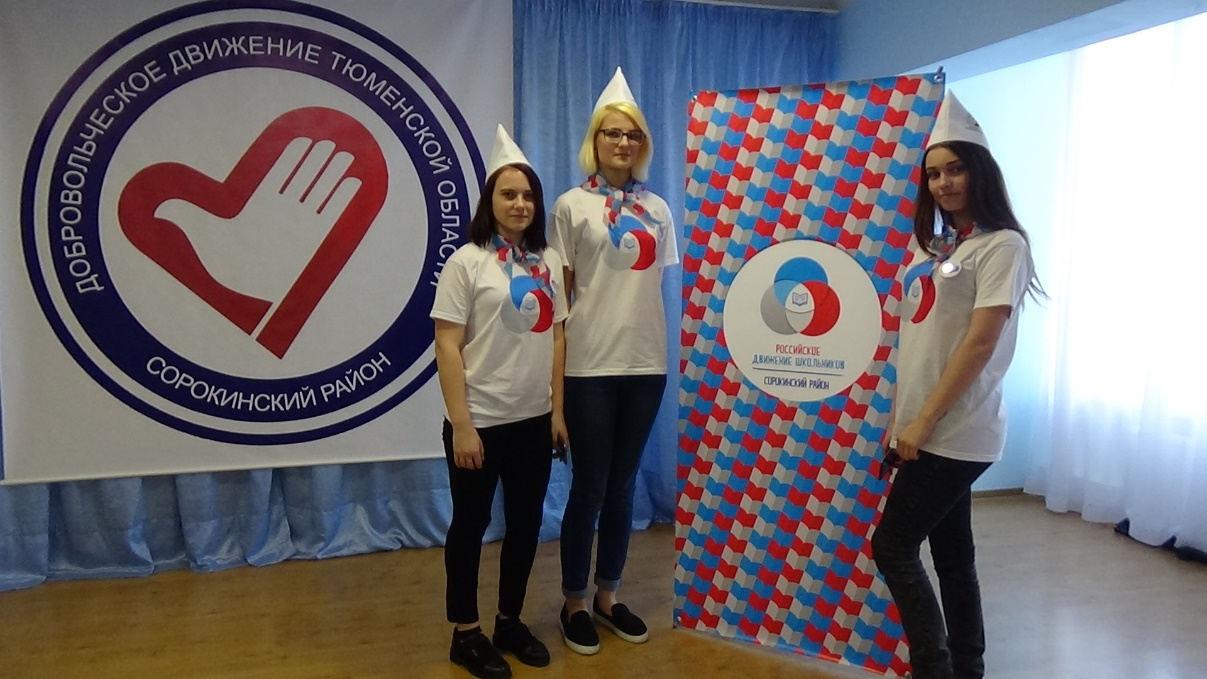 ДОБРОВОЛЬЧЕСКОЕ ДВИЖЕНИЕ ТЮМЕНСКОЙ ОБЛАСТИ
СОРОКИНСКИЙ РАЙОН
РОССИЙСКОЕ
ДВИЖЕНИЕ ШКОЛЬНИКОВ
СОРОКИНСКИЙ РАЙОН